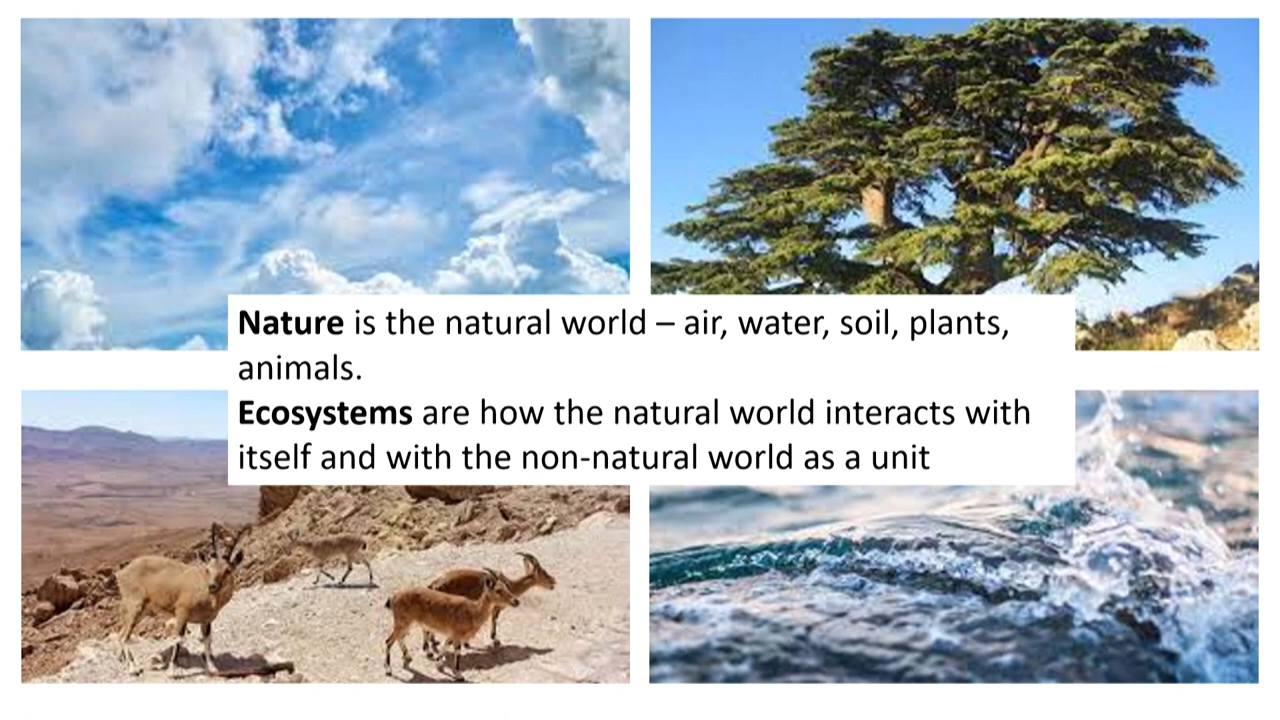 Nature is the natural world – air, water, soil, plants,
animals.
Ecosystems are how the natural world interacts with
itself and with the non-natural world as a unit